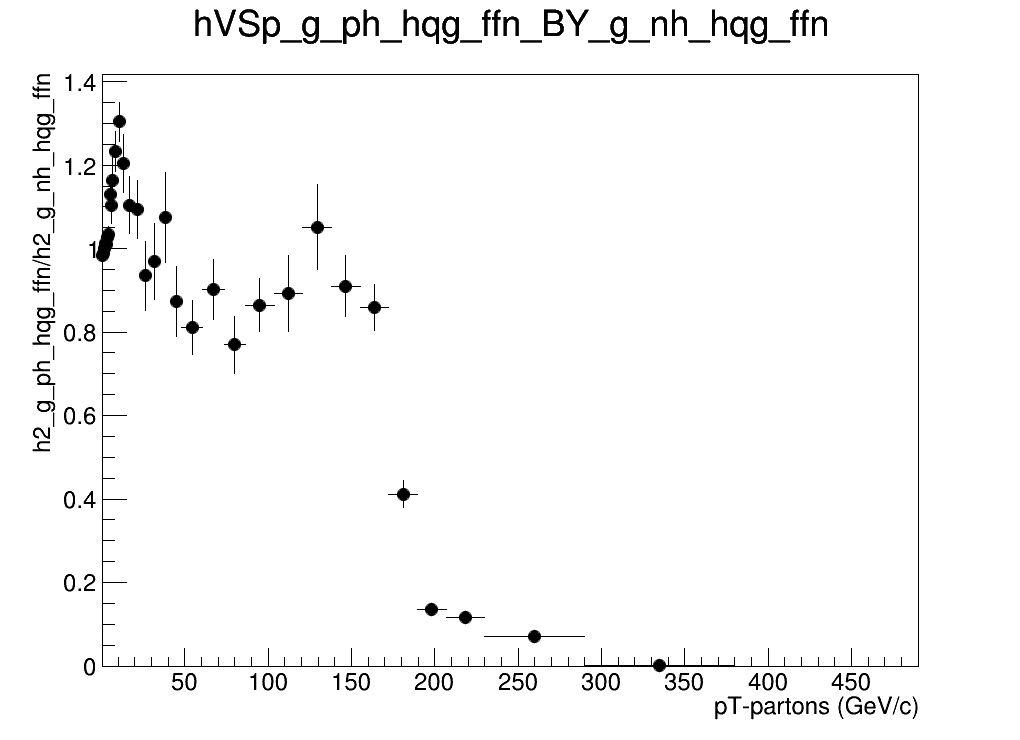 hVSp_g_ph_hqg_ffn_BY_g_nh_hqg_ffn
h2_g_ph_hqg_ffn/h2_g_nh_hqg_ffn
1.4
1.2
1
0.8
0.6
0.4
0.2
0
50 100 150 200 250 300 350 400 450
pT-partons (GeV/c)